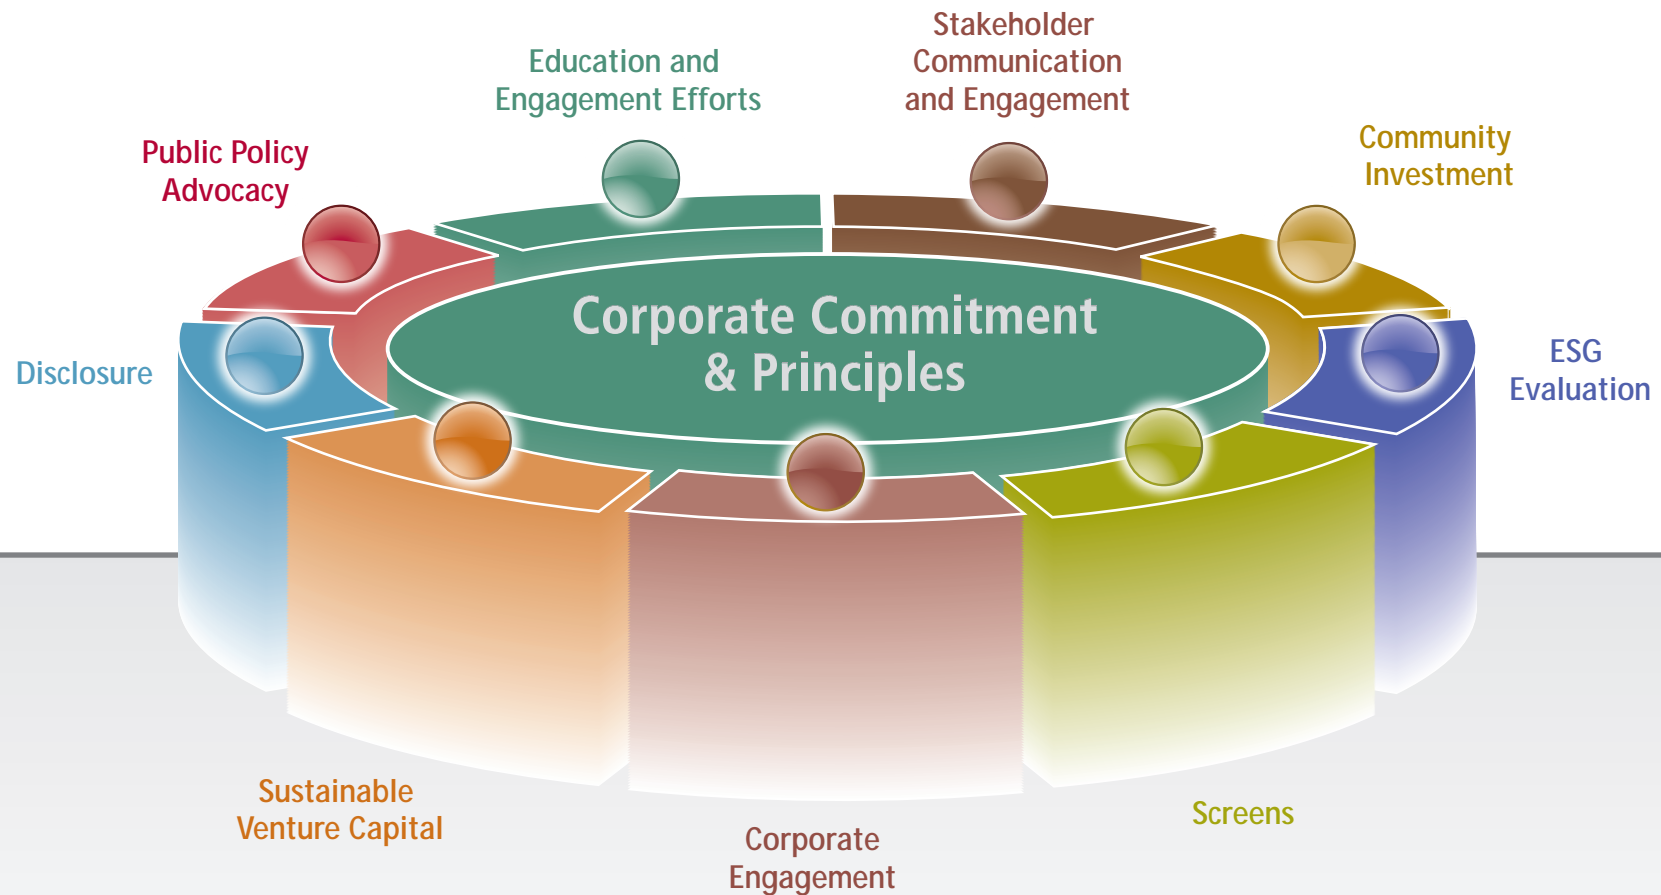 Stakeholder
Communication
and Engagement
Education and
Engagement Efforts
Community
Investment
Public Policy
Advocacy
Corporate Commitment
& Principles
Disclosure
ESG
Evaluation
Sustainable
Venture Capital
Screens
Corporate
Engagement